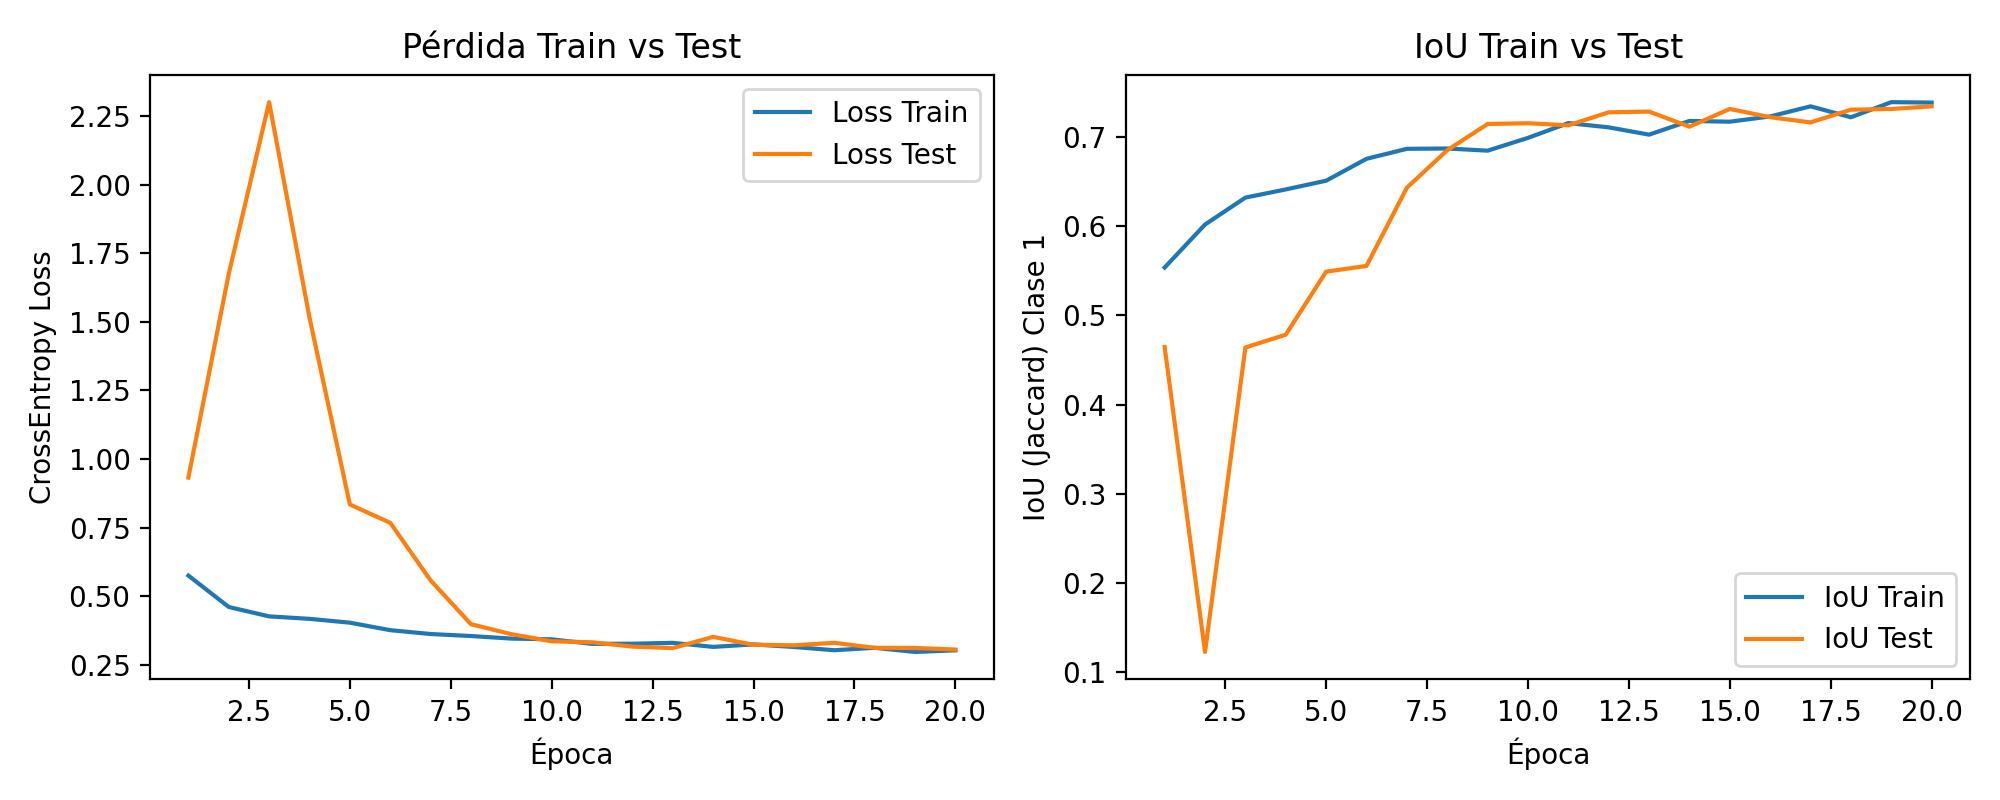 Pérdida Train vs Test
CrossEntropy Loss
2.25
2.00
1.75
1.50
1.25
1.00
0.75
0.50
0.25
Loss Train
Loss Test
2.5 5.0 7.5 10.0 12.5 15.0 17.5 20.0
Época
IoU Train vs Test
IoU (Jaccard) Clase 1
0.7
0.6
0.5
0.4
0.3
0.2
0.1
IoU Train
IoU Test
2.5 5.0 7.5 10.0 12.5 15.0 17.5 20.0
Época